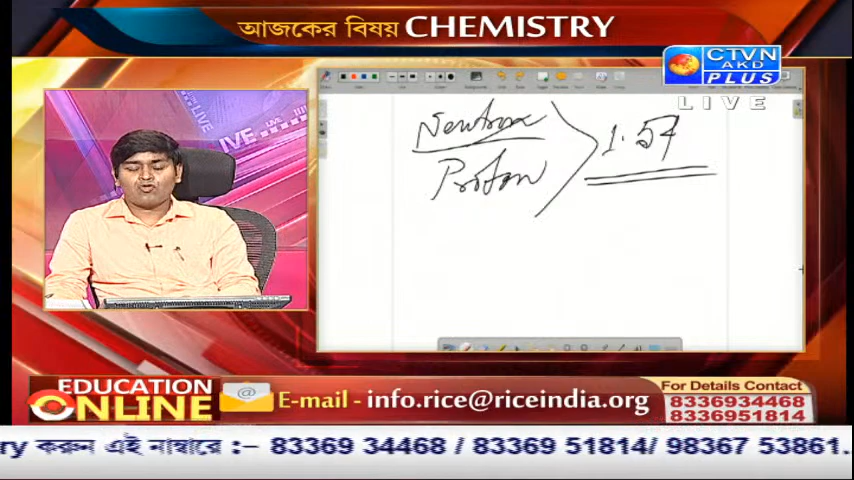 আজকের বিষয় CHEMISTRY
CTVN
AKD
PLUS
LIVE
Neutron
Proton
> 1.57
EDUCATION
ONLINE
E-mail - info.rice@riceindia.org
For Details Contact
8336934468
8336951814
ry করুন এই নাম্বারে :- 83369 34468 / 83369 51814/ 98367 53861.